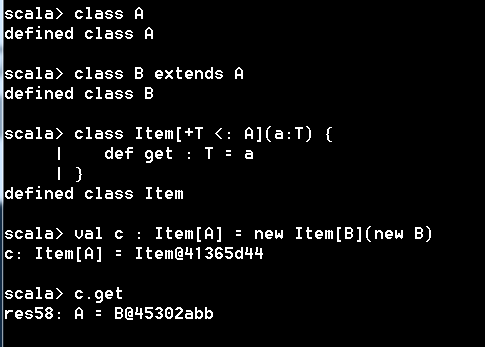 scala> class A
defined class A
scala> class B extends A
defined class B
scala> class Item[+T <: A](a:T) {
     |    def get : T = a
     | }
defined class Item
scala> val c : Item[A] = new Item[B](new B)
c: Item[A] = Item@41365d44
scala> c.get
res58: A = B@45302abb